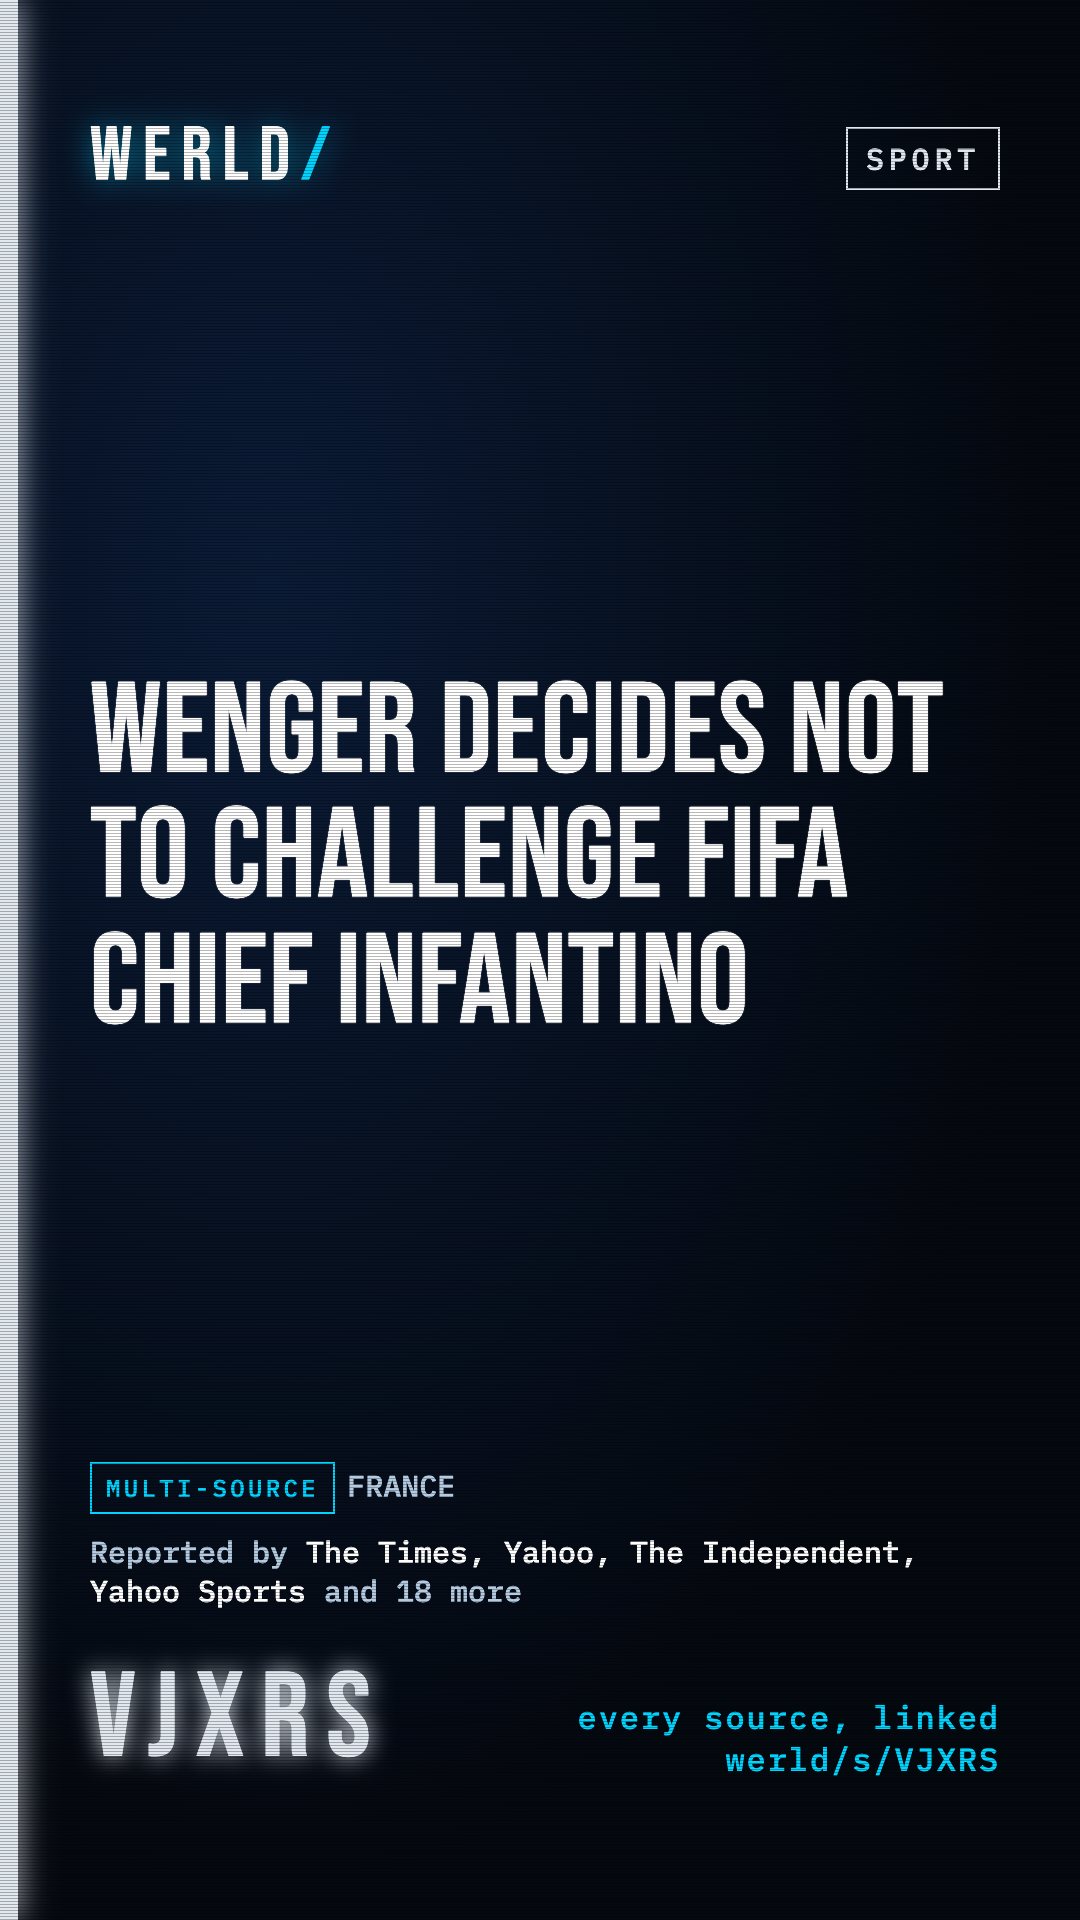 WERLD/
SPORT
WENGER DECIDES NOT
TO CHALLENGE FIFA
CHIEF INFANTINO
MULTI-SOURCE FRANCE
Reported by The Times, Yahoo, The Independent,
Yahoo Sports and 18 more
VJXRS
every source, linked
werld/s/VJXRS